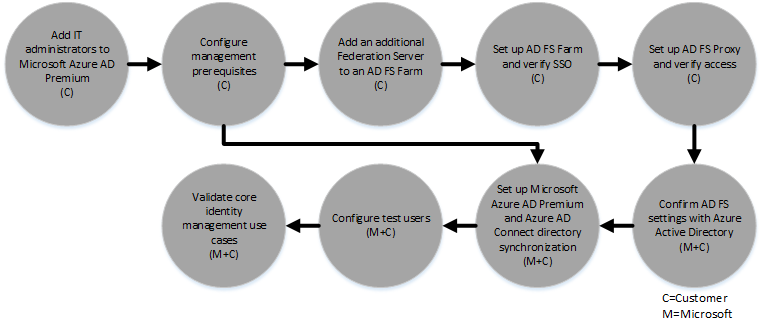 Add IT
administrators to
Microsoft Azure AD
Premium
(C)
Configure
management
prerequisites
(C)
Add an additional
Federation Server
to an AD FS Farm
(C)
Set up AD FS Farm
and verify SSO
(C)
Set up AD FS Proxy
and verify access
(C)
Validate core
identity
management use
cases
(M+C)
Configure test users
(M+C)
Set up Microsoft
Azure AD Premium
and Azure AD
Connect directory
synchronization
(M+C)
Confirm AD FS
settings with Azure
Active Directory
(M+C)
C=Customer
M=Microsoft